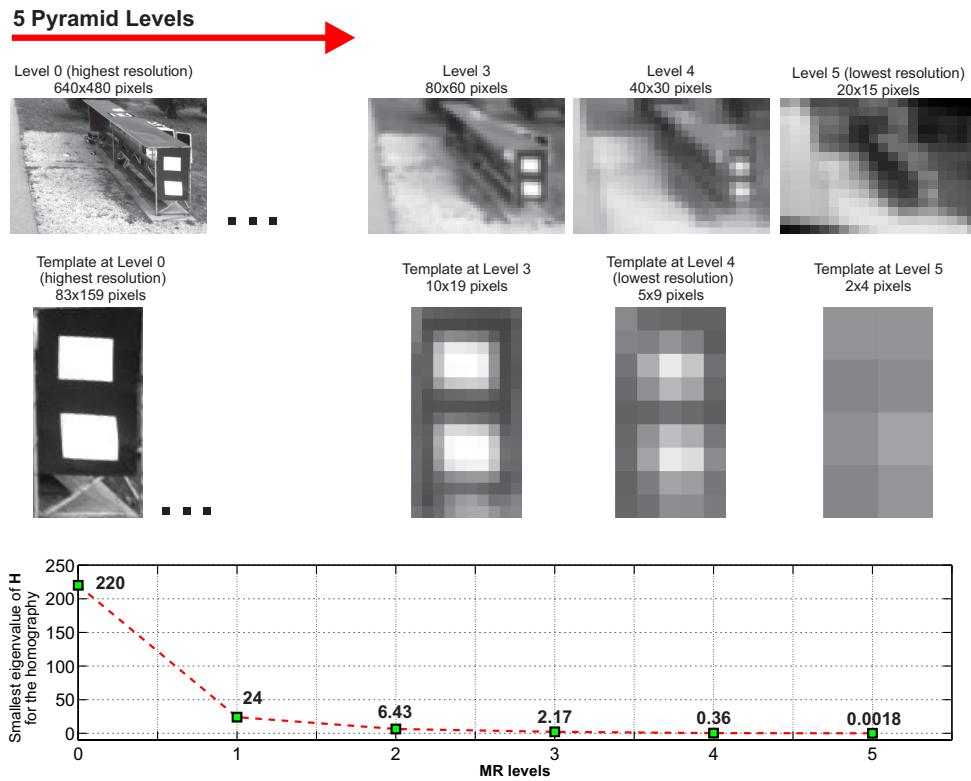 5 Pyramid Levels
Level 0 (highest resolution)
640x480 pixels
Level 3
80x60 pixels
Level 4
40x30 pixels
Level 5 (lowest resolution)
20x15 pixels
Template at Level 0
(highest resolution)
83x159 pixels
Template at Level 3
10x19 pixels
Template at Level 4
(lowest resolution)
5x9 pixels
Template at Level 5
2x4 pixels
Smallest eigenvalue of H
for the homography
250
200
150
100
50
0
220
24
6.43
2.17
0.36
0.0018
0 1 2 3 4 5
MR levels